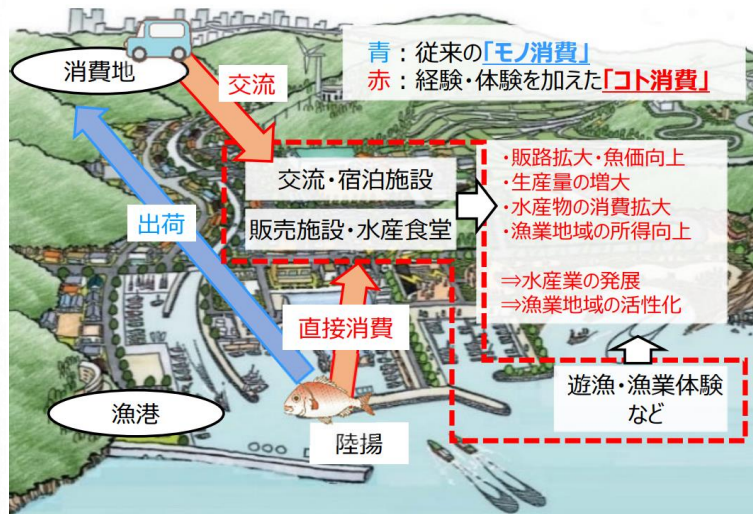 青：従来の「モノ消費」
赤：経験・体験を加えた「コト消費」
消費地
交流
交流・宿泊施設
販売施設・水産食堂
・販路拡大・魚価向上
・生産量の増大
・水産物の消費拡大
・漁業地域の所得向上
⇒水産業の発展
⇒漁業地域の活性化
出荷
直接消費
遊漁・漁業体験
など
漁港
陸揚